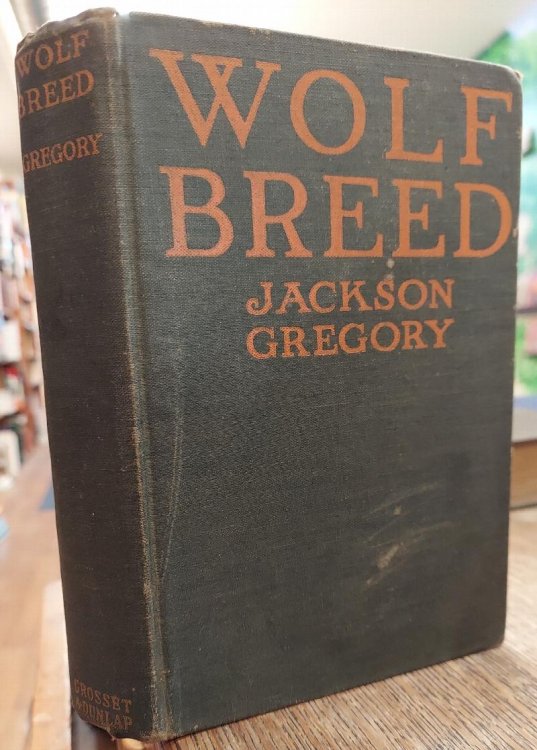 WOLF
BREED
JACKSON
GREGORY
WOLF
BREED
GREGORY
GROSSET
& DUNLAP